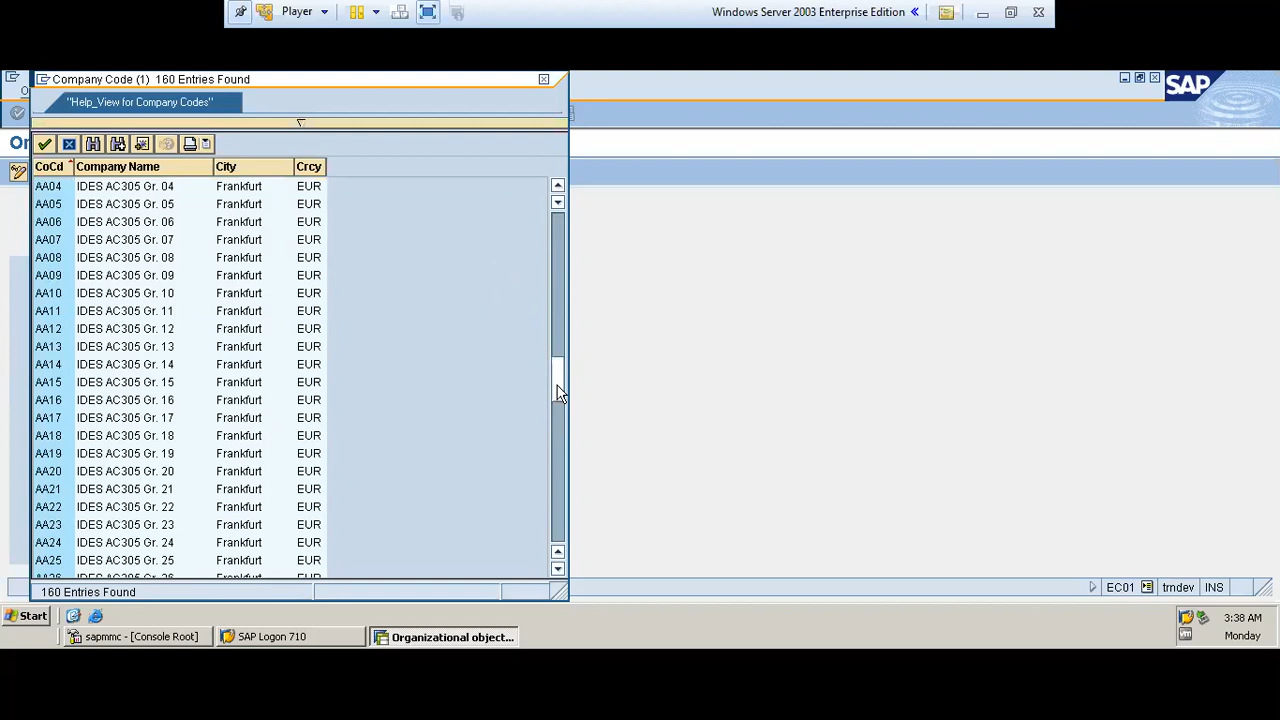 Player
Windows Server 2003 Enterprise Edition
Company Code (1) 160 Entries Found
SAP
"Help_View for Company Codes"
CoCd Company Name City Crcy
AA04 IDES AC305 Gr. 04 Frankfurt EUR
AA05 IDES AC305 Gr. 05 Frankfurt EUR
AA06 IDES AC305 Gr. 06 Frankfurt EUR
AA07 IDES AC305 Gr. 07 Frankfurt EUR
AA08 IDES AC305 Gr. 08 Frankfurt EUR
AA09 IDES AC305 Gr. 09 Frankfurt EUR
AA10 IDES AC305 Gr. 10 Frankfurt EUR
AA11 IDES AC305 Gr. 11 Frankfurt EUR
AA12 IDES AC305 Gr. 12 Frankfurt EUR
AA13 IDES AC305 Gr. 13 Frankfurt EUR
AA14 IDES AC305 Gr. 14 Frankfurt EUR
AA15 IDES AC305 Gr. 15 Frankfurt EUR
AA16 IDES AC305 Gr. 16 Frankfurt EUR
AA17 IDES AC305 Gr. 17 Frankfurt EUR
AA18 IDES AC305 Gr. 18 Frankfurt EUR
AA19 IDES AC305 Gr. 19 Frankfurt EUR
AA20 IDES AC305 Gr. 20 Frankfurt EUR
AA21 IDES AC305 Gr. 21 Frankfurt EUR
AA22 IDES AC305 Gr. 22 Frankfurt EUR
AA23 IDES AC305 Gr. 23 Frankfurt EUR
AA24 IDES AC305 Gr. 24 Frankfurt EUR
AA25 IDES AC305 Gr. 25 Frankfurt EUR
160 Entries Found
EC01 trndev INS
Start
3:38 AM
sapmmc - [Console Root] SAP Logon 710 Organizational object...
Monday